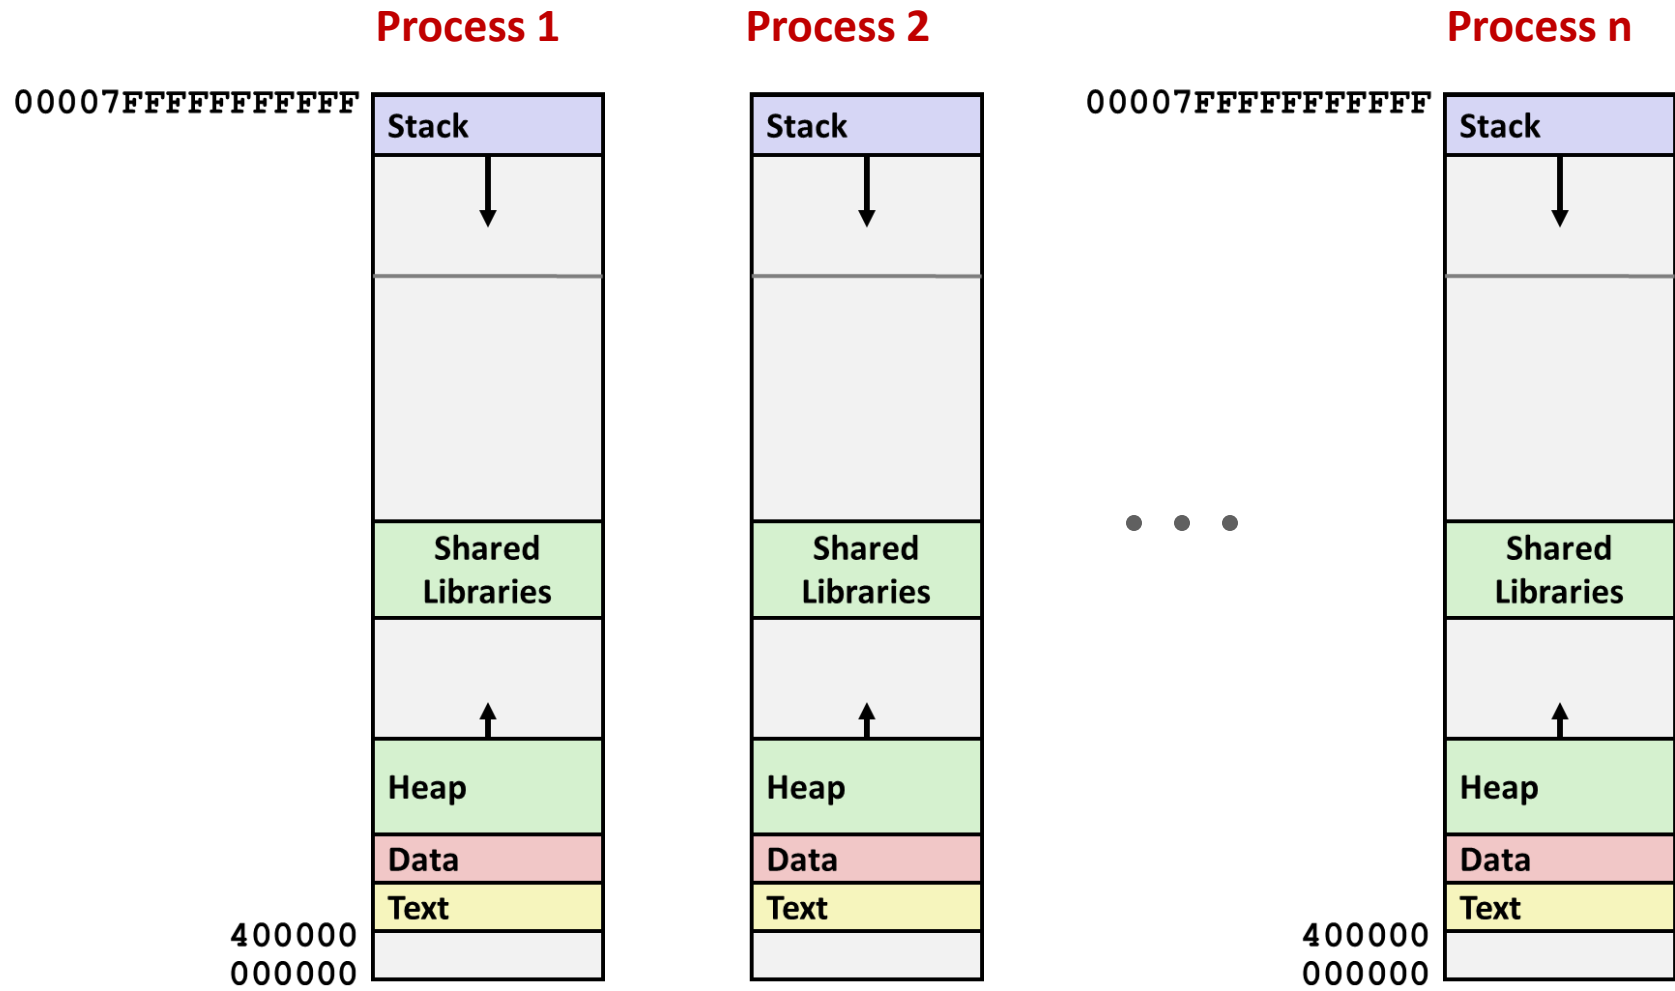 Process 1
Process 2
Process n
00007FFFFFFFFFFF
Stack
Stack
00007FFFFFFFFFFF
Stack
Shared
Libraries
Shared
Libraries
Shared
Libraries
Heap
Heap
Heap
Data
Data
Data
Text
Text
Text
400000
400000
000000
000000